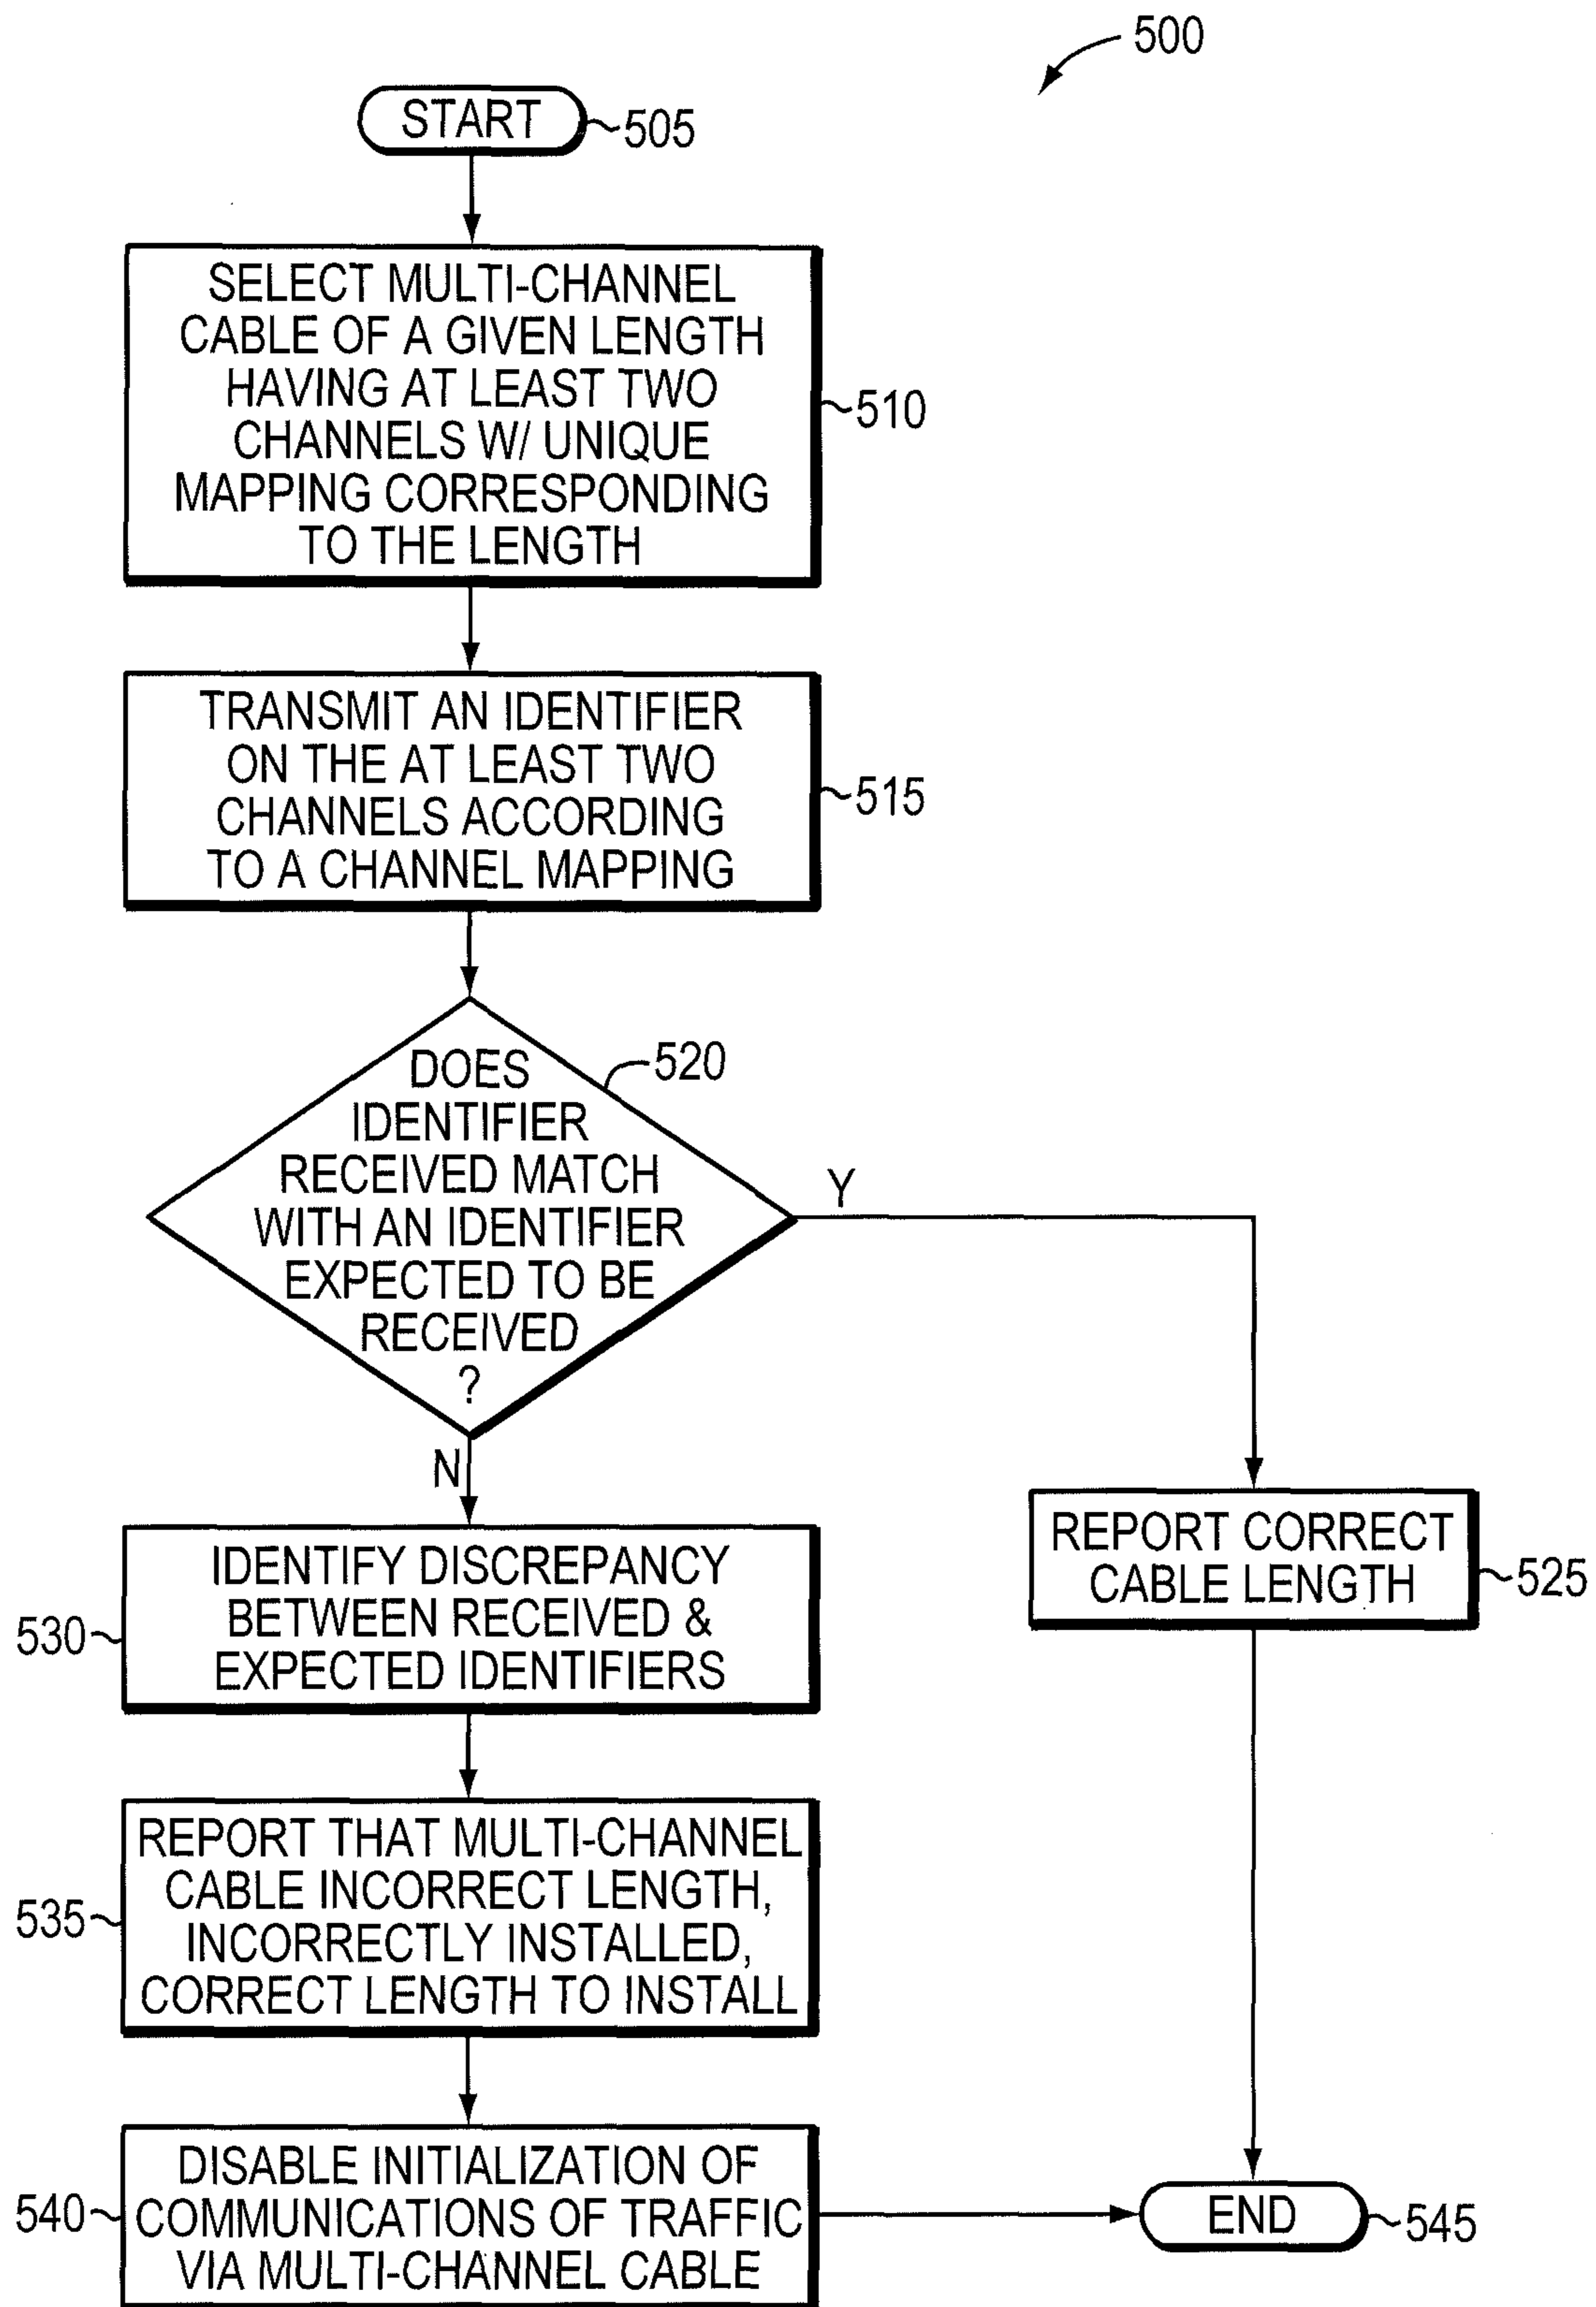 500
START
505
SELECT MULTI-CHANNEL
CABLE OF A GIVEN LENGTH
HAVING AT LEAST TWO
CHANNELS W/ UNIQUE
MAPPING CORRESPONDING
TO THE LENGTH
510
TRANSMIT AN IDENTIFIER
ON THE AT LEAST TWO
CHANNELS ACCORDING
TO A CHANNEL MAPPING
515
DOES
IDENTIFIER
RECEIVED MATCH
WITH AN IDENTIFIER
EXPECTED TO BE
RECEIVED
?
520
Y
N
REPORT CORRECT
CABLE LENGTH
525
IDENTIFY DISCREPANCY
BETWEEN RECEIVED &
EXPECTED IDENTIFIERS
530
REPORT THAT MULTI-CHANNEL
CABLE INCORRECT LENGTH,
INCORRECTLY INSTALLED,
CORRECT LENGTH TO INSTALL
535
DISABLE INITIALIZATION OF
COMMUNICATIONS OF TRAFFIC
VIA MULTI-CHANNEL CABLE
540
END
545